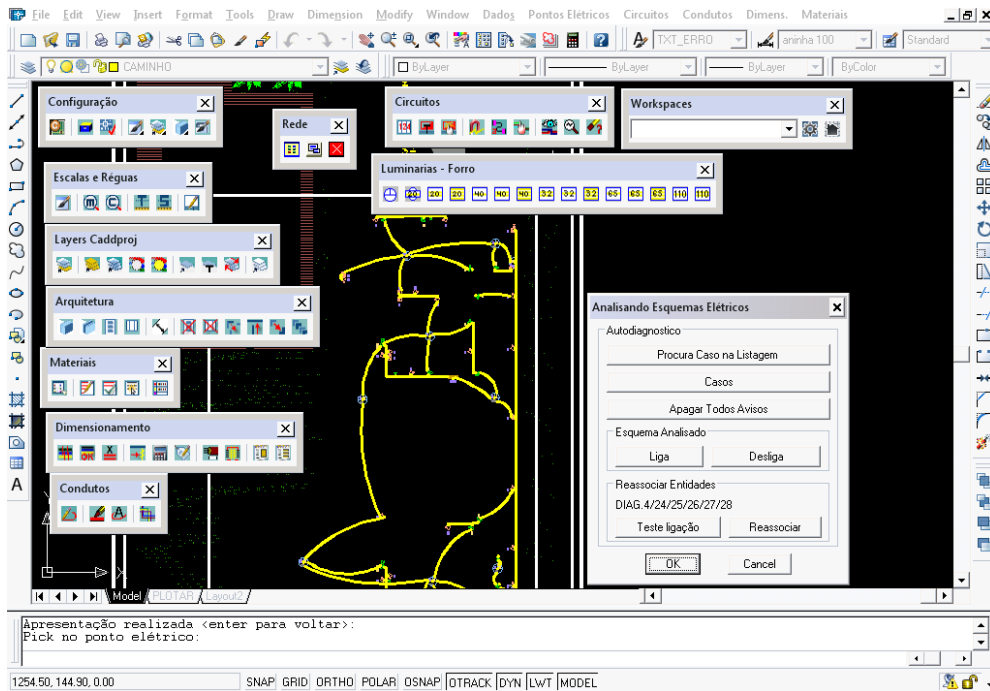 File Edit View Insert Format Tools Draw Dimension Modify Window Dados Pontos Elétricos Circuitos Condutos Dimens. Materiais
TXT_ERRO aninha 100 Standard
CAMINHO ByLayer ByLayer ByLayer ByColor
Configuração
Circuitos
Workspaces
Rede
Luminarias - Forro
20 20 20 40 40 40 32 32 32 65 65 65 110 110
Escalas e Réguas
Layers Caddproj
Arquitetura
Materiais
Dimensionamento
Condutos
Analisando Esquemas Elétricos
Autodiagnostico
Procura Caso na Listagem
Casos
Apagar Todos Avisos
Esquema Analisado
Liga Desliga
Reassociar Entidades
DIAG.4/24/25/26/27/28
Teste ligação Reassociar
OK Cancel
Model PLOTAR Layout2
Apresentação realizada <enter para voltar>:
Pick no ponto elétrico:
1254.50, 144.90, 0.00 SNAP GRID ORTHO POLAR OSNAP OTRACK DYN LWT MODEL